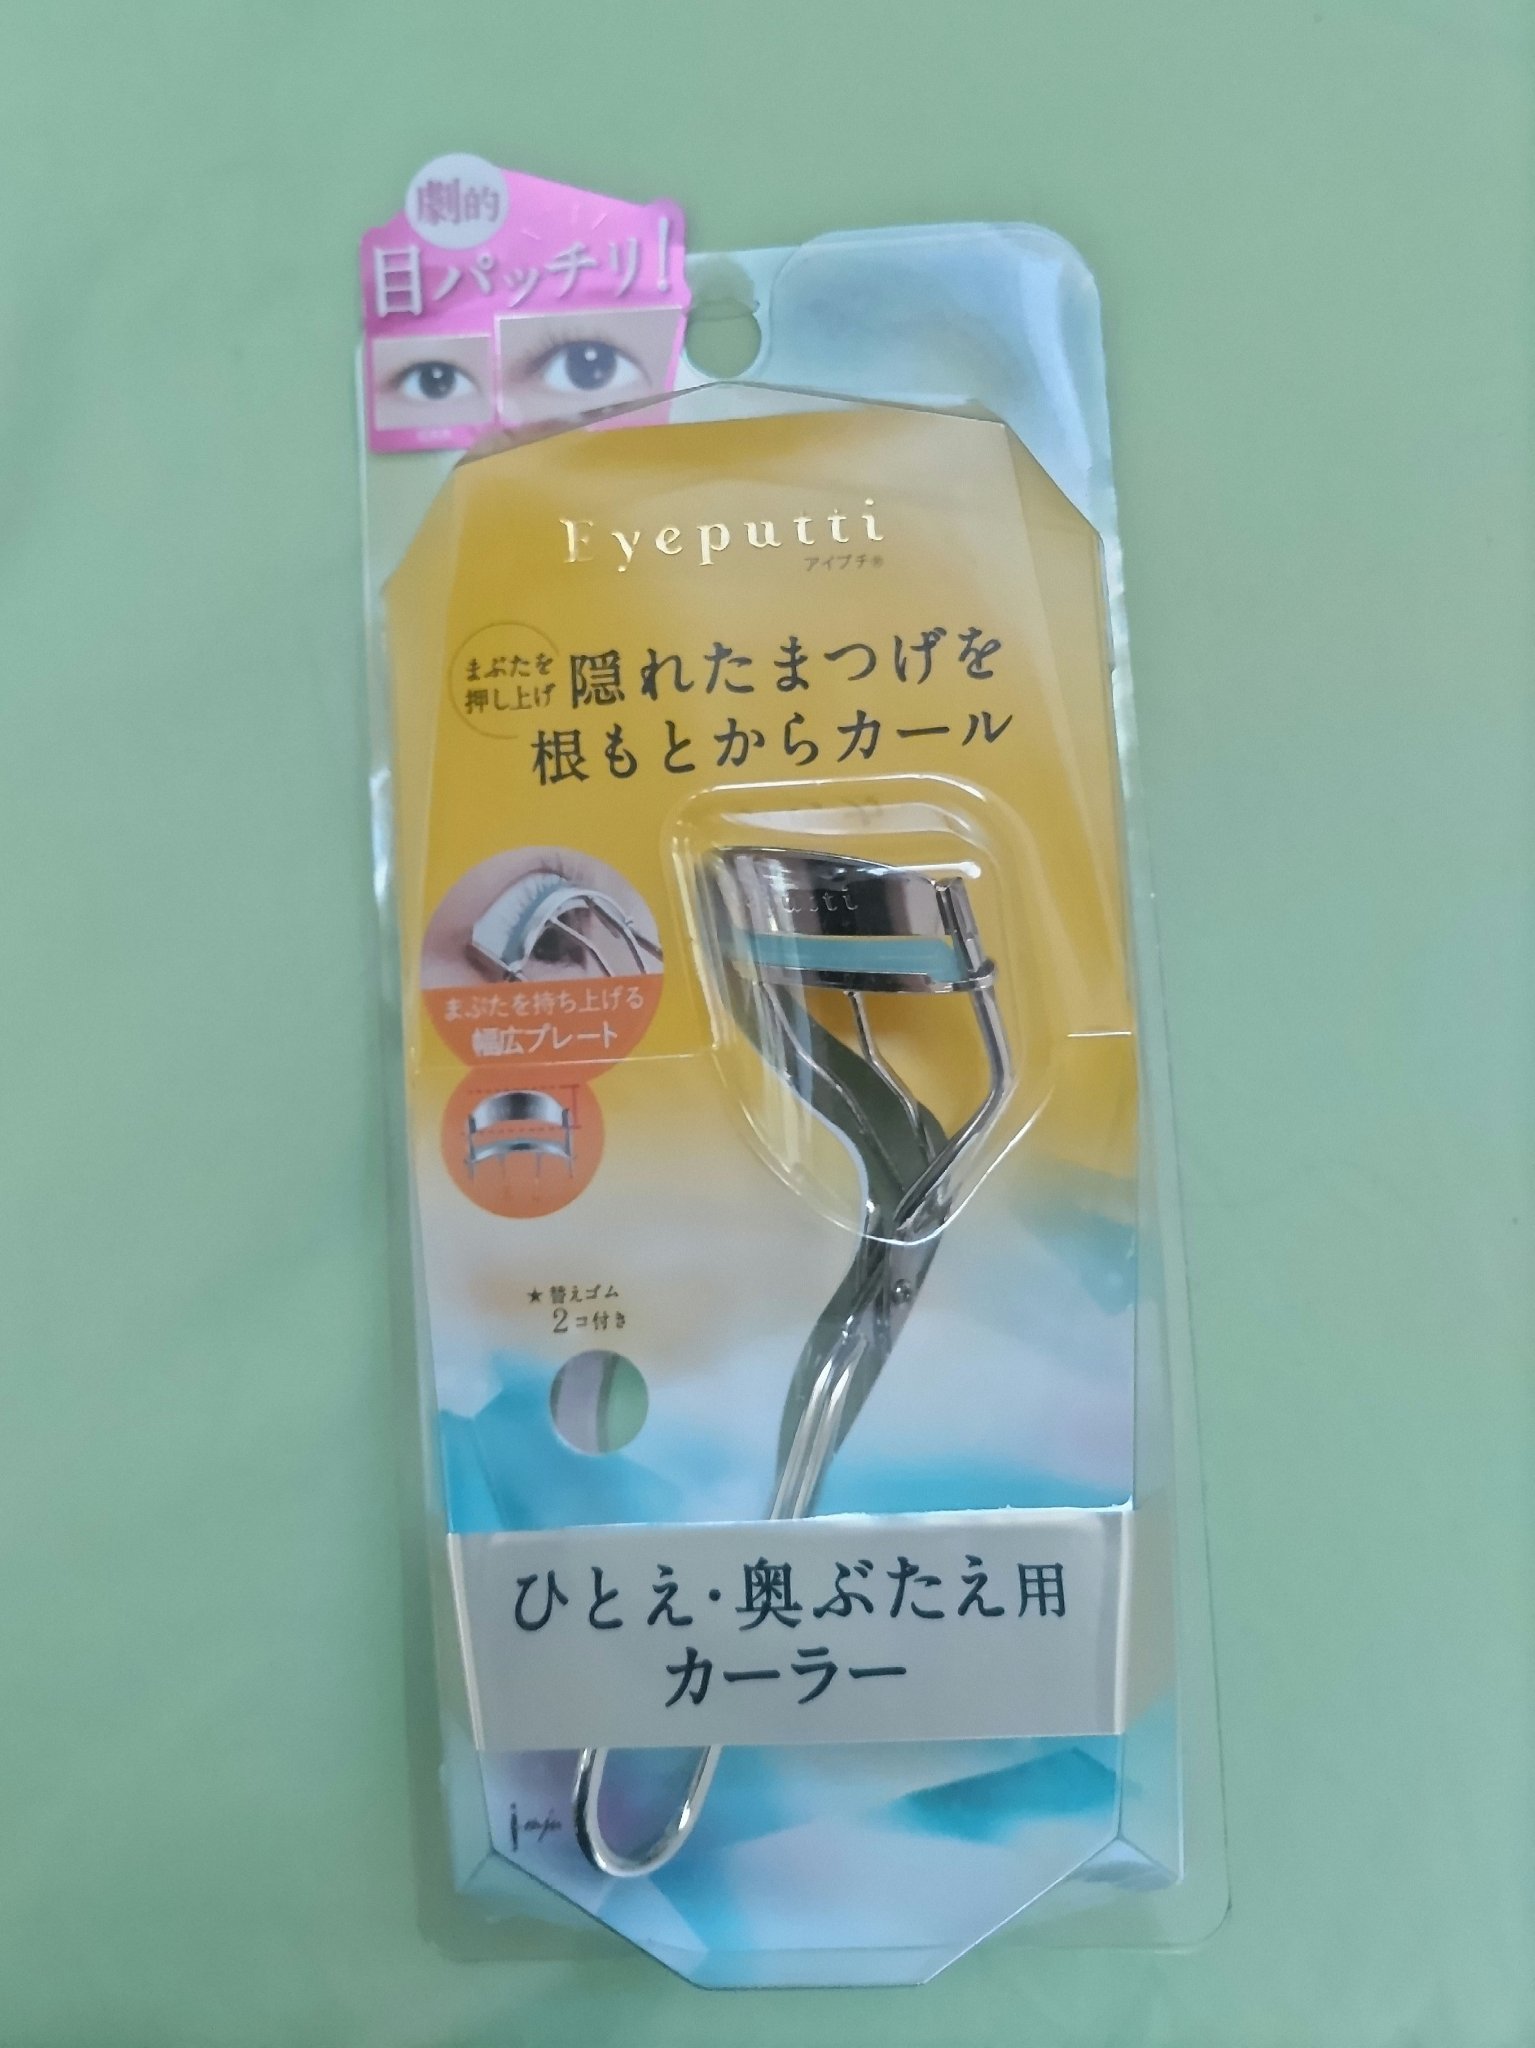 劇的
目パッチリ!
Eyeputti
アイプチ®
まぶたを
押し上げ
隠れたまつげを
根もとからカール
まぶたを持ち上げる
幅広プレート
★替えゴム
2コ付き
ひとえ・奥ぶたえ用
カーラー